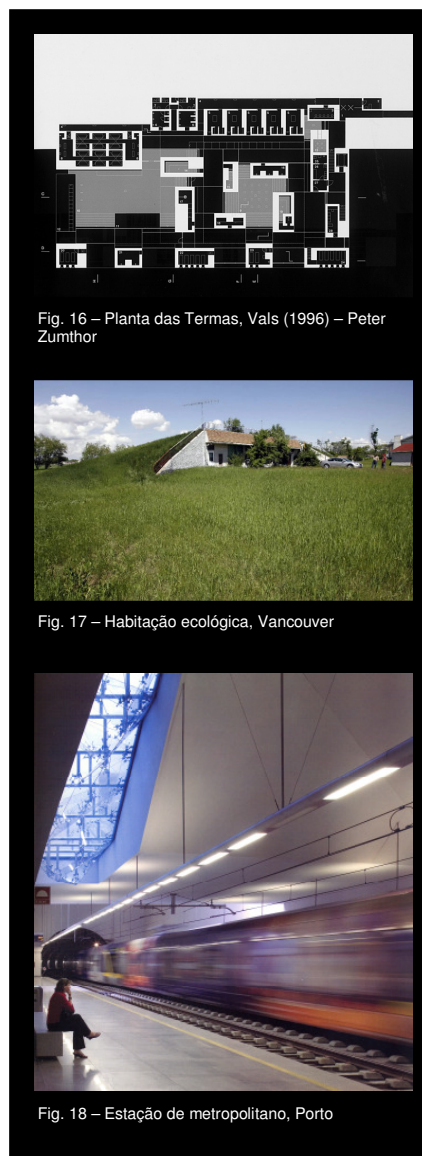 Fig. 16 – Planta das Termas, Vals (1996) – Peter
Zumthor
Fig. 17 – Habitação ecológica, Vancouver
Fig. 18 – Estação de metropolitano, Porto